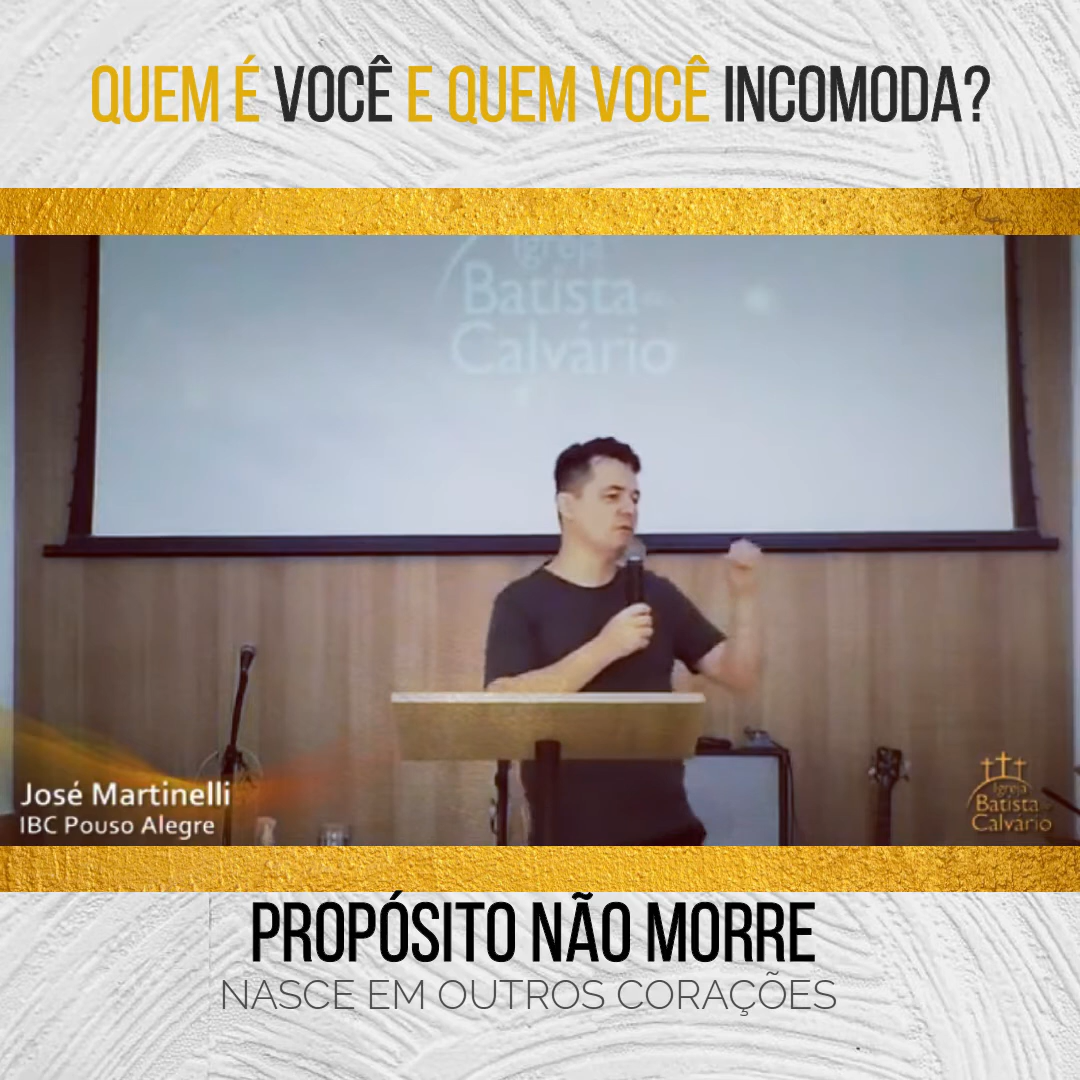 QUEM É VOCÊ E QUEM VOCÊ INCOMODA?
Igreja
Batista
Calvário
José Martinelli
IBC Pouso Alegre
Igreja
Batista
Calvário
PROPÓSITO NÃO MORRE
NASCE EM OUTROS CORAÇÕES